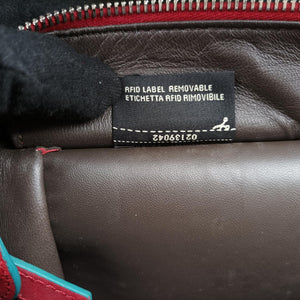 RFID LABEL REMOVABLE
ETICHETTA RFID RIMOVIBILE
02139042